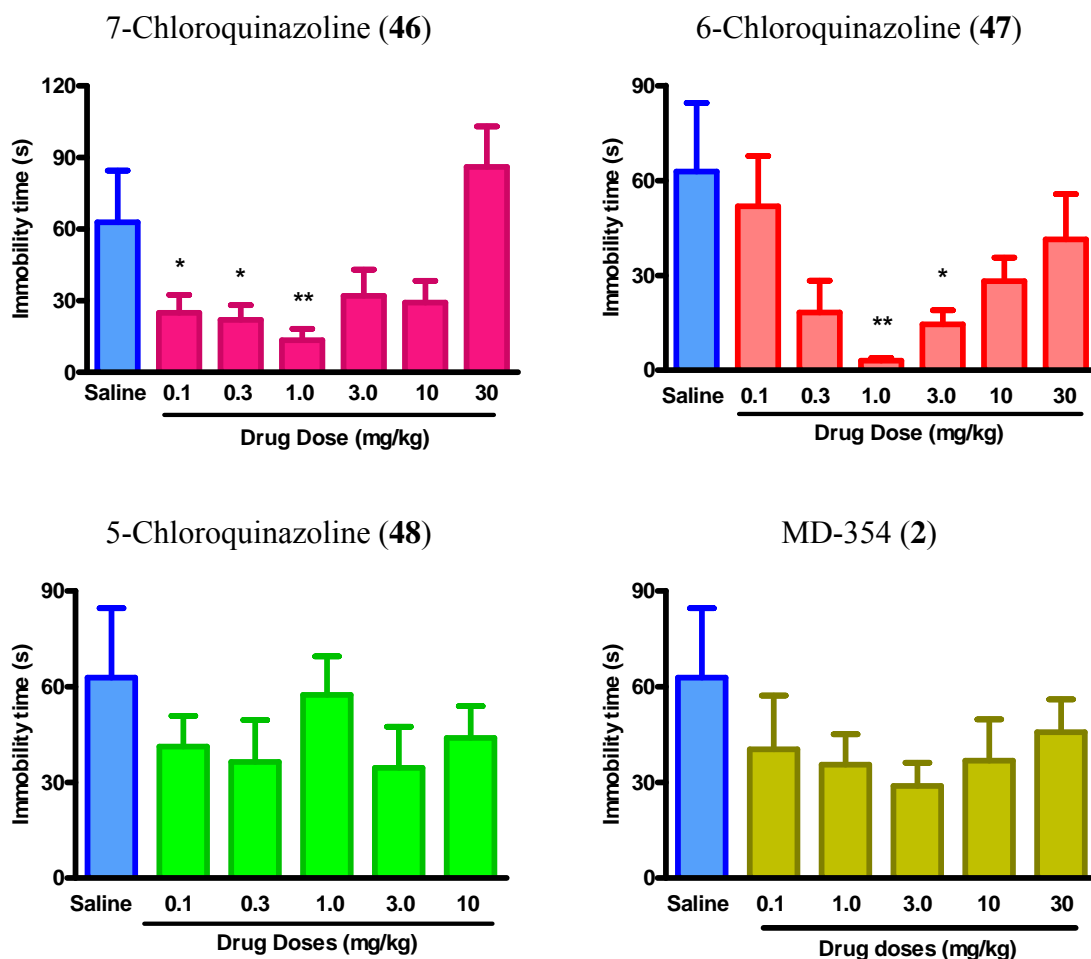 7-Chloroquinazoline (46)
Immobility time (s)
120
90
60
30
0
*
*
**
Saline 0.1 0.3 1.0 3.0 10 30
Drug Dose (mg/kg)
6-Chloroquinazoline (47)
Immobility time (s)
90
60
30
0
**
*
Saline 0.1 0.3 1.0 3.0 10 30
Drug Dose (mg/kg)
5-Chloroquinazoline (48)
Immobility time (s)
90
60
30
0
Saline 0.1 0.3 1.0 3.0 10
Drug Doses (mg/kg)
MD-354 (2)
Immobility time (s)
90
60
30
0
Saline 0.1 1.0 3.0 10 30
Drug doses (mg/kg)